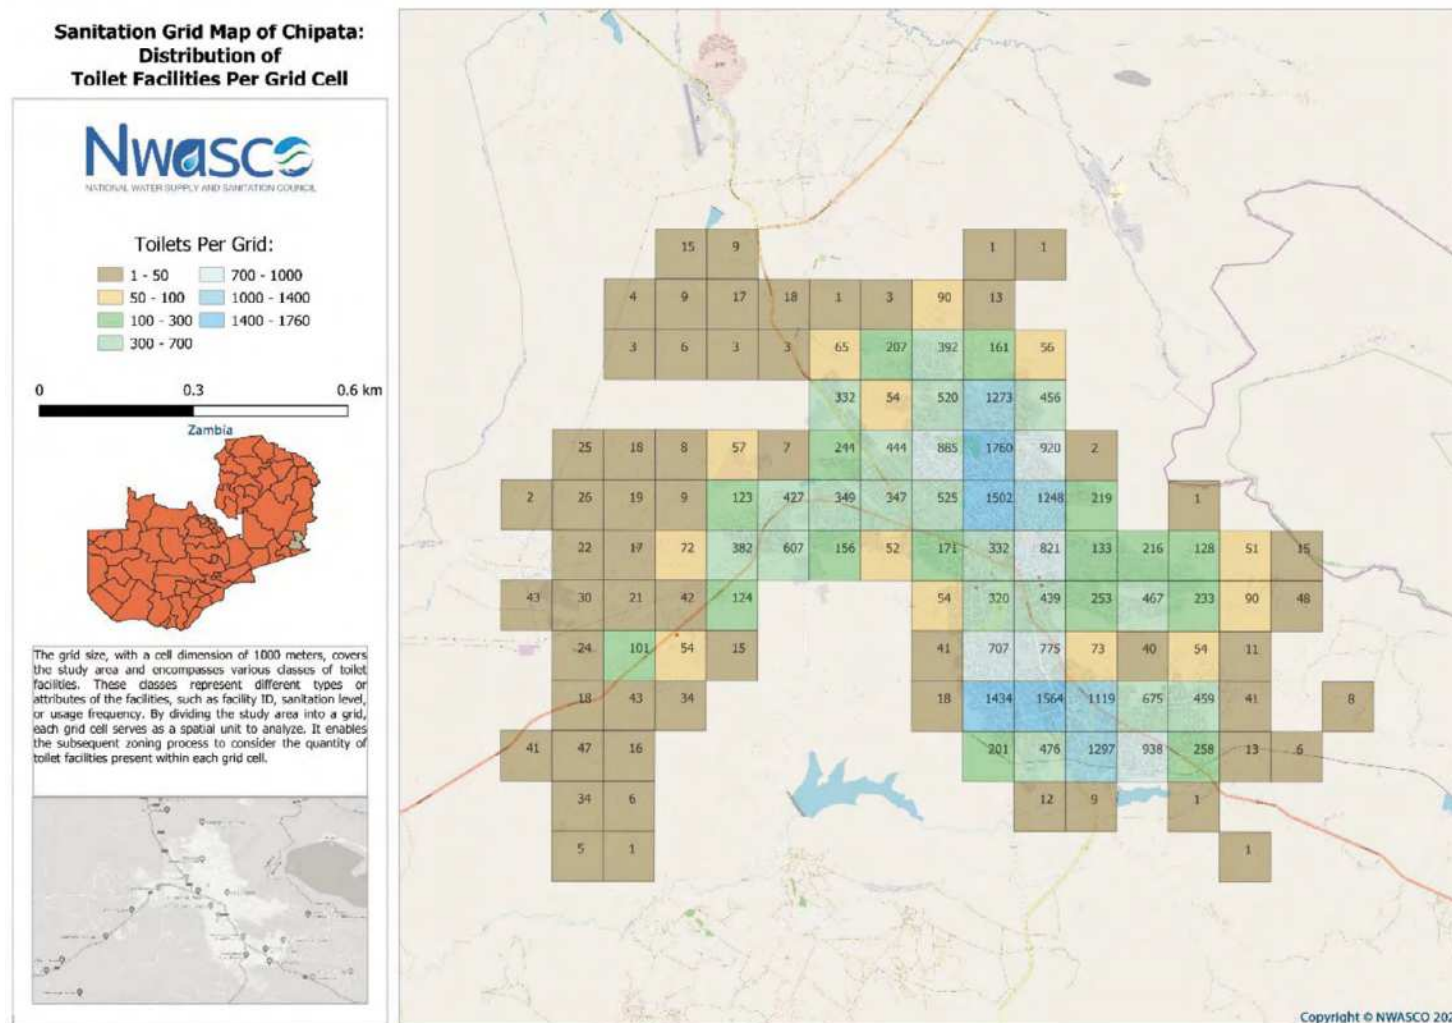 Sanitation Grid Map of Chipata:
Distribution of
Toilet Facilities Per Grid Cell
Nwasco
NATIONAL WATER SUPPLY AND SANITATION COUNCIL
Toilets Per Grid:
1 - 50 700 - 1000
50 - 100 1000 - 1400
100 - 300 1400 - 1760
300 - 700
0 0.3 0.6 km
Zambia
The grid size, with a cell dimension of 1000 meters, covers
the study area and encompasses various classes of toilet
facilities. These classes represent different types or
attributes of the facilities, such as facility ID, sanitation level,
or usage frequency. By dividing the study area into a grid,
each grid cell serves as a spatial unit to analyze. It enables
the subsequent zoning process to consider the quantity of
toilet facilities present within each grid cell.
15 9 1 1
4 9 17 18 1 3 90 13
3 6 3 3 65 207 392 161 56
332 54 520 1273 456
25 18 8 57 7 244 444 885 1760 920 2
2 26 19 9 123 427 349 347 525 1502 1248 219 1
22 17 72 382 607 156 52 171 332 821 133 216 128 51 15
43 30 21 42 124 54 320 439 253 467 233 90 48
24 101 54 15 41 707 775 73 40 54 11
18 43 34 18 1434 1564 1119 675 459 41 8
41 47 16 201 476 1297 938 258 13 6
34 6 12 9 1
5 1 1
Copyright © NWASCO 202